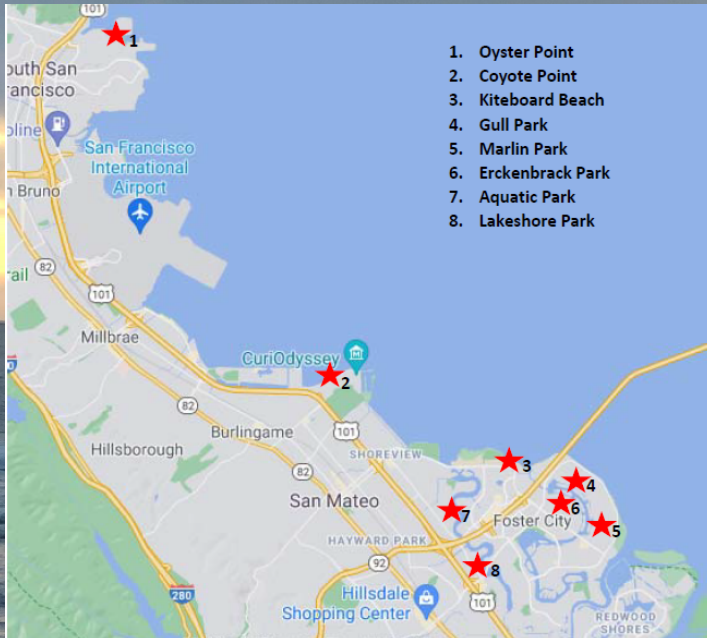 101
1
1. Oyster Point
2. Coyote Point
3. Kiteboard Beach
4. Gull Park
5. Marlin Park
6. Erckenbrack Park
7. Aquatic Park
8. Lakeshore Park
outh San
rancisco
oline
San Francisco
International
Airport
n Bruno
82
rail
101
Millbrae
CuriOdyssey
2
82
101
Burlingame
Hillsborough
SHOREVIEW
82
3
4
San Mateo
6
7
Foster City
5
HAYWARD PARK
92
8
Hillsdale
Shopping Center
280
101
REDWOOD
SHORES